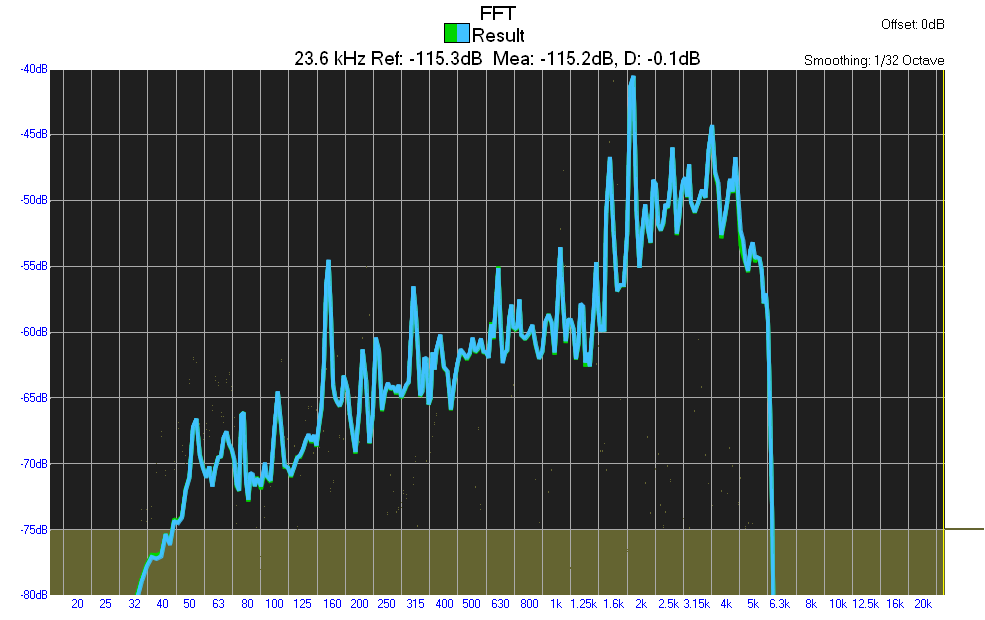 FFT
Result
Offset: 0dB
23.6 kHz Ref: -115.3dB Mea: -115.2dB, D: -0.1dB
Smoothing: 1/32 Octave
-40dB
-45dB
-50dB
-55dB
-60dB
-65dB
-70dB
-75dB
-80dB
20 25 32 40 50 63 80 100 125 160 200 250 315 400 500 630 800 1k 1.25k 1.6k 2k 2.5k 3.15k 4k 5k 6.3k 8k 10k 12.5k 16k 20k